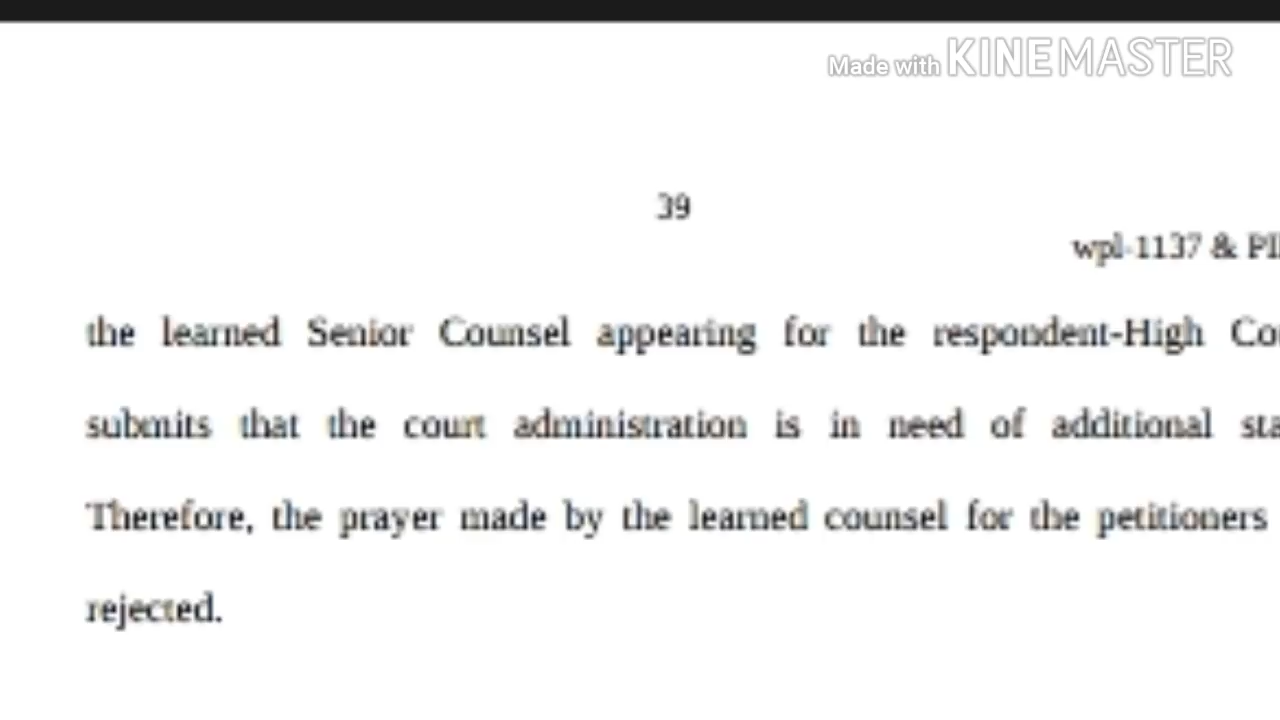 Made with KINEMASTER
39
wpl-1137 & PI
the learned Senior Counsel appearing for the respondent-High Co
submits that the court administration is in need of additional sta
Therefore, the prayer made by the learned counsel for the petitioners
rejected.